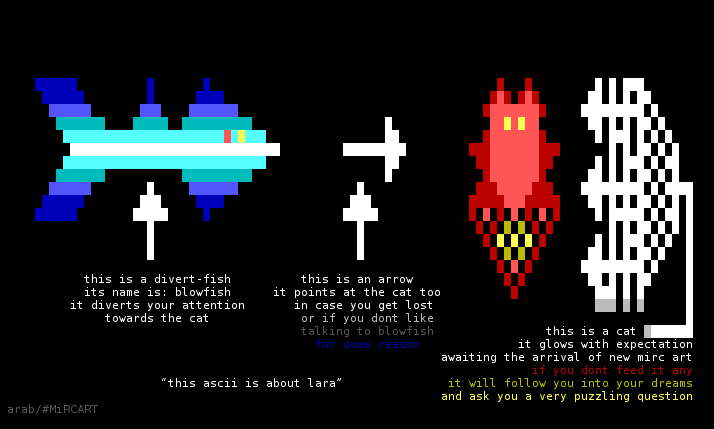 this is a divert-fish
its name is: blowfish
it diverts your attention
towards the cat
this is an arrow
it points at the cat too
in case you get lost
or if you dont like
talking to blowfish
for some reason
this is a cat
it glows with expectation
awaiting the arrival of new mirc art
if you dont feed it any
it will follow you into your dreams
and ask you a very puzzling question
“this ascii is about lara”
arab/#MiRCART